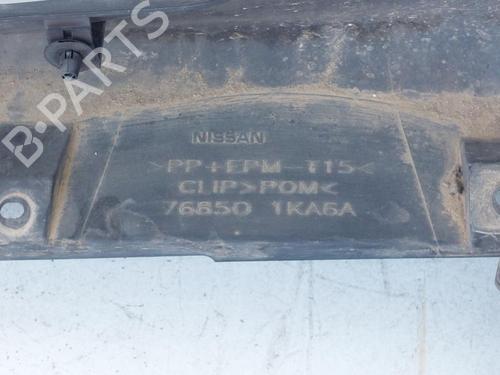 B-PARTS
NISSAN
>PP+EPM-T15<
CLIP>POM<
76850 1KA6A